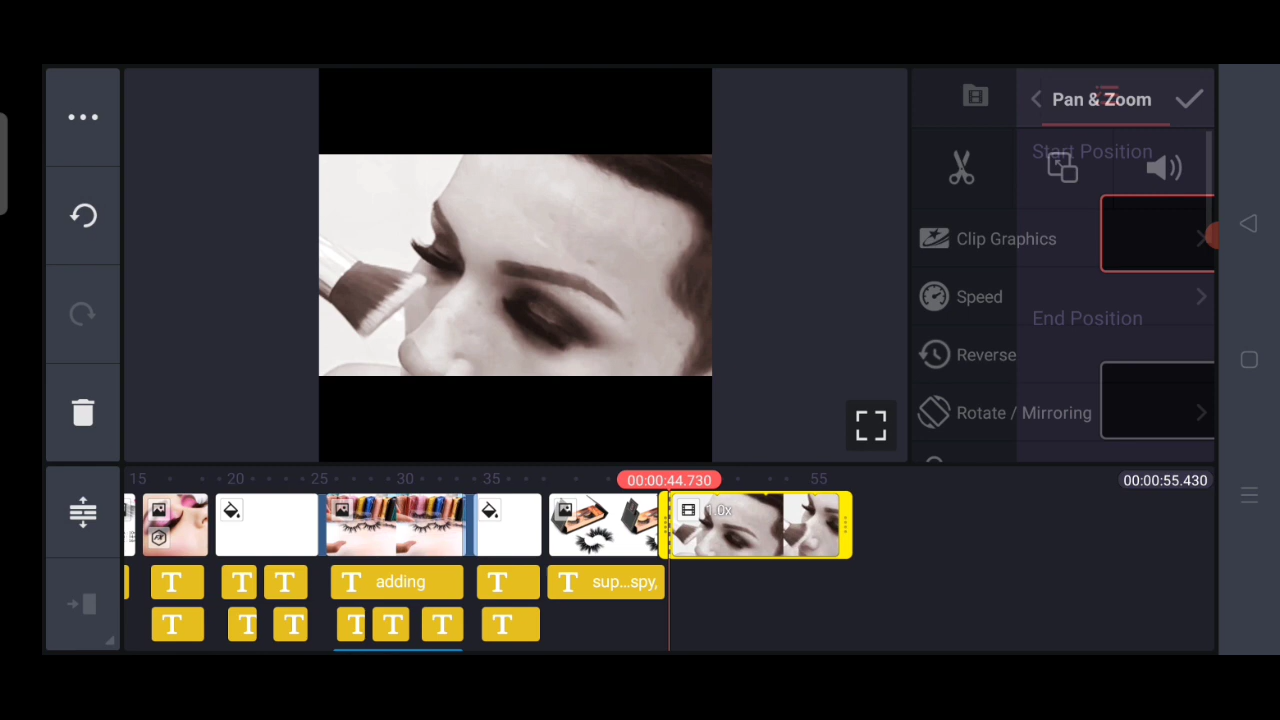 Pan & Zoom
Start Position
Clip Graphics
Speed
End Position
Reverse
Rotate / Mirroring
15 20 25 30 35 00:00:44.730 55 00:00:55.430
1.0x
T T T T adding T T sup...spy,
T T T T T T T